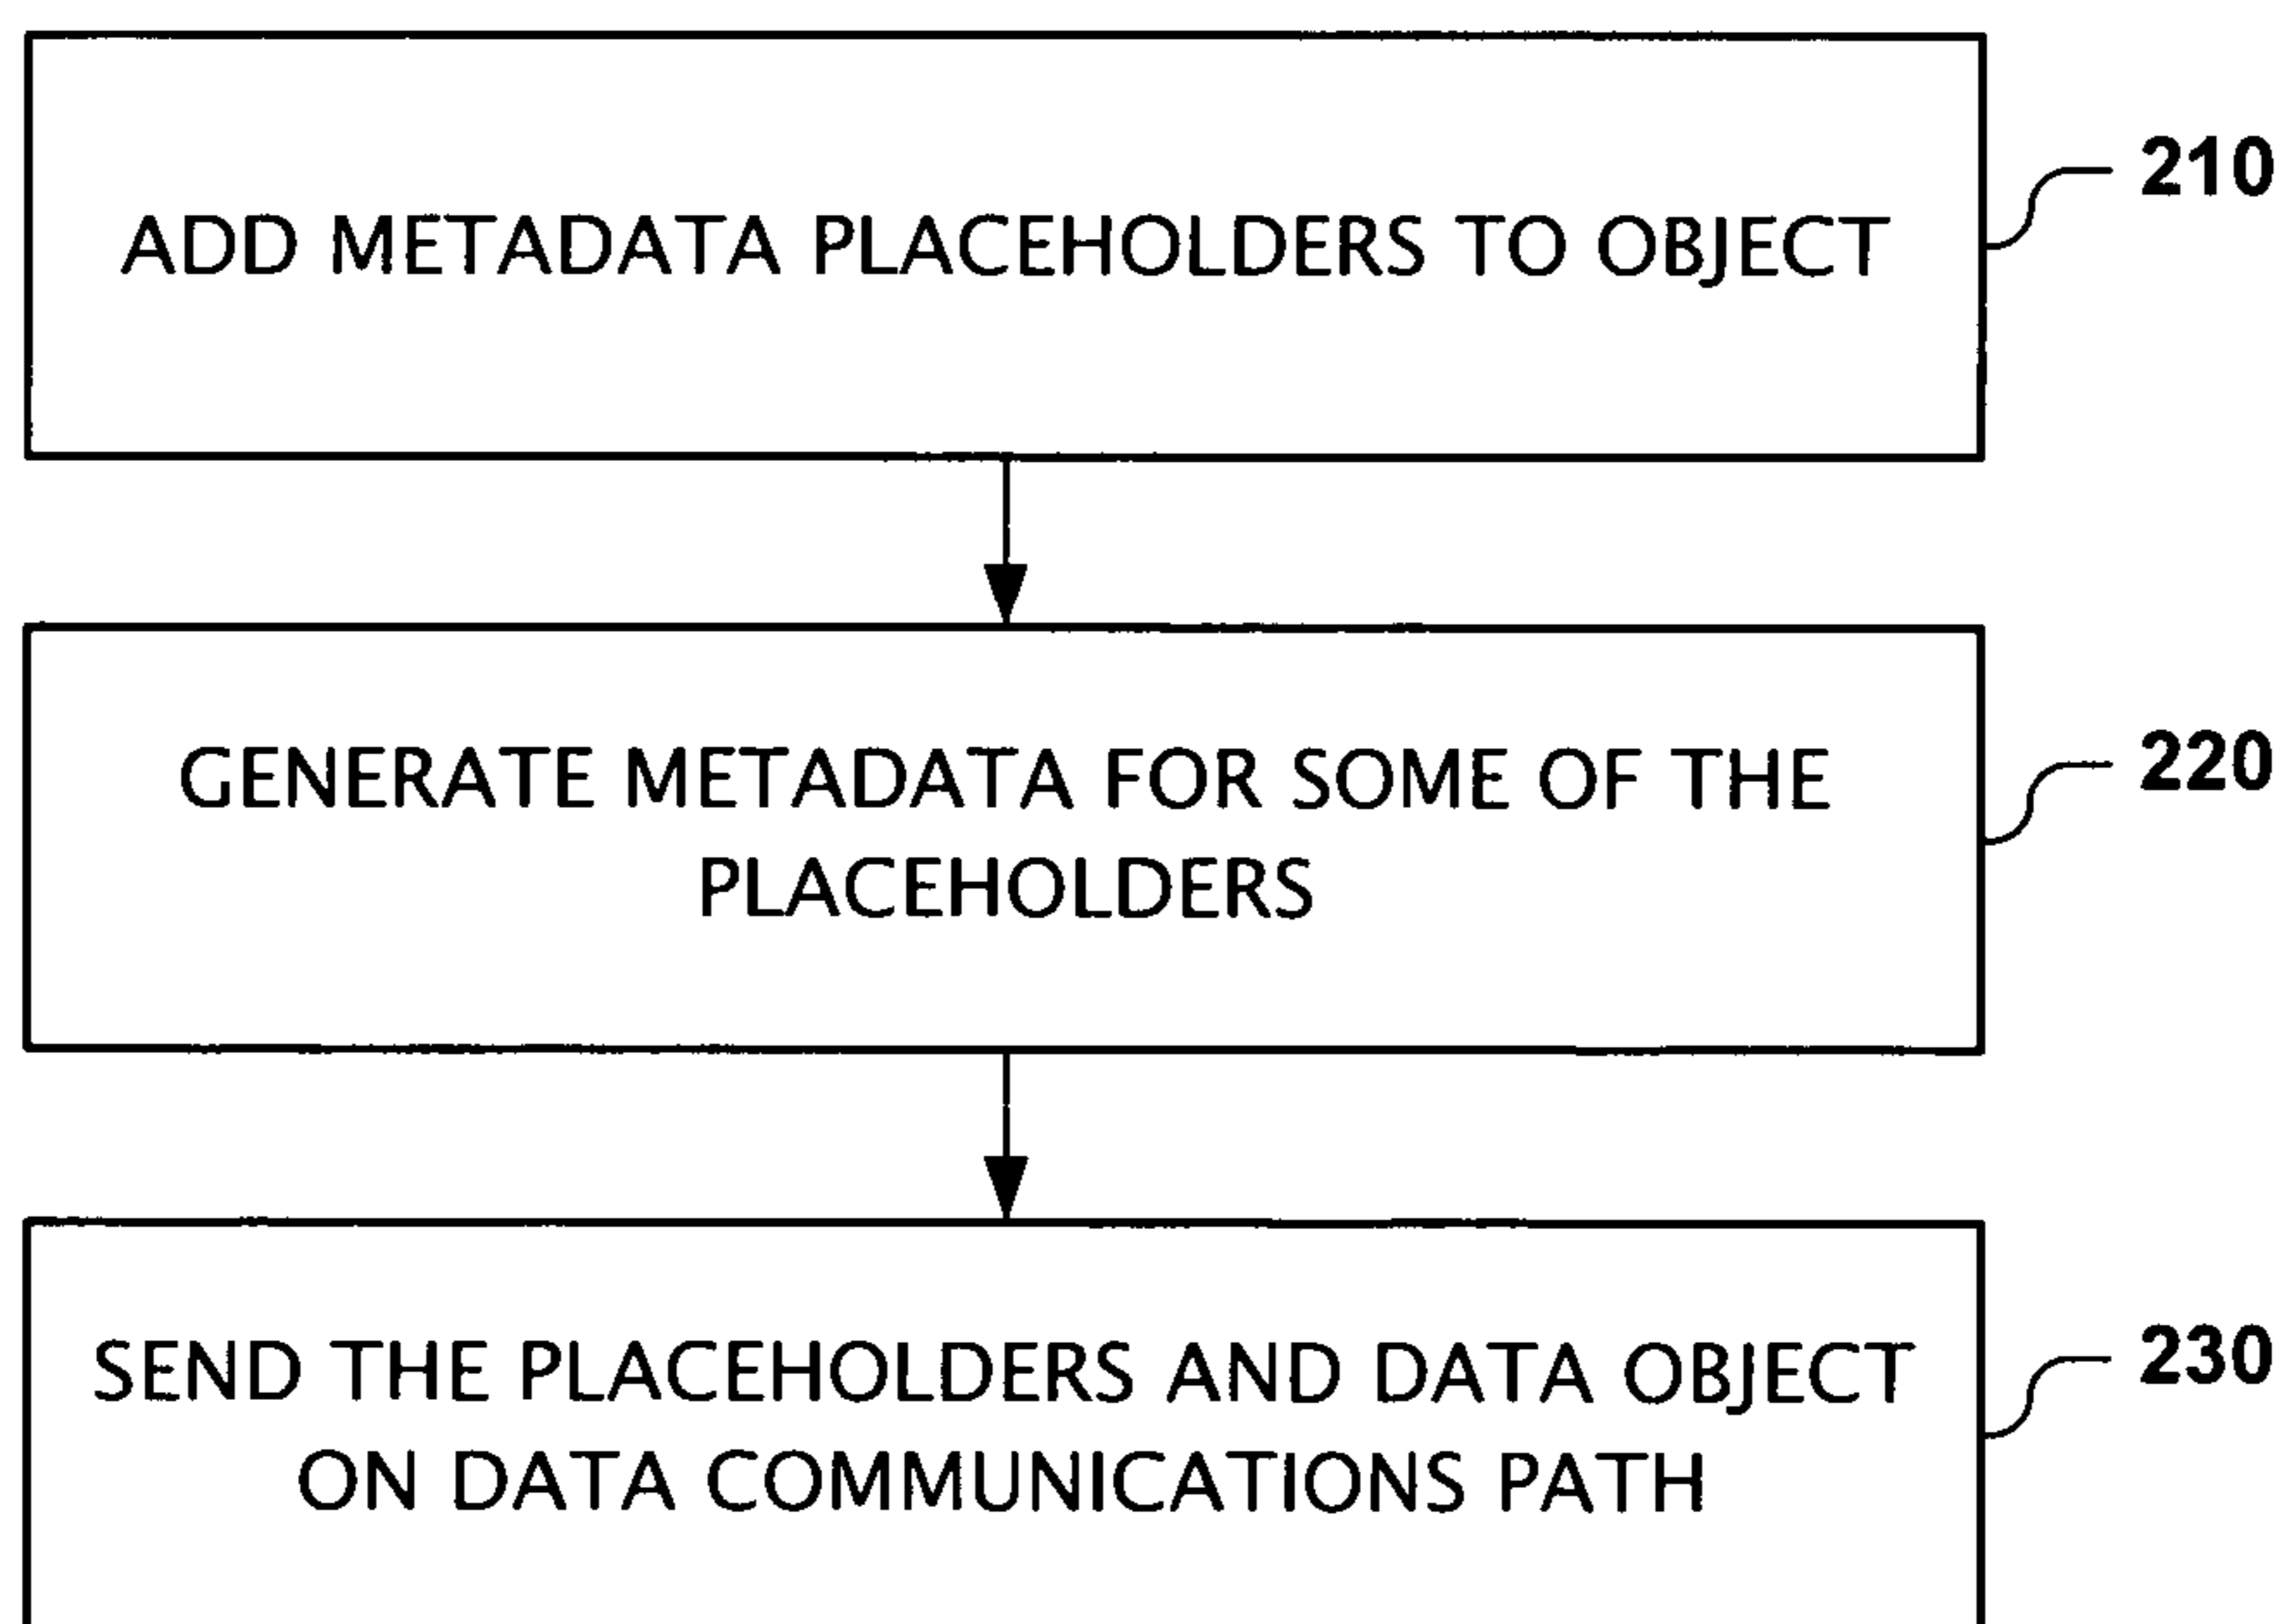 ADD METADATA PLACEHOLDERS TO OBJECT
210
GENERATE METADATA FOR SOME OF THE
PLACEHOLDERS
220
SEND THE PLACEHOLDERS AND DATA OBJECT
ON DATA COMMUNICATIONS PATH
230